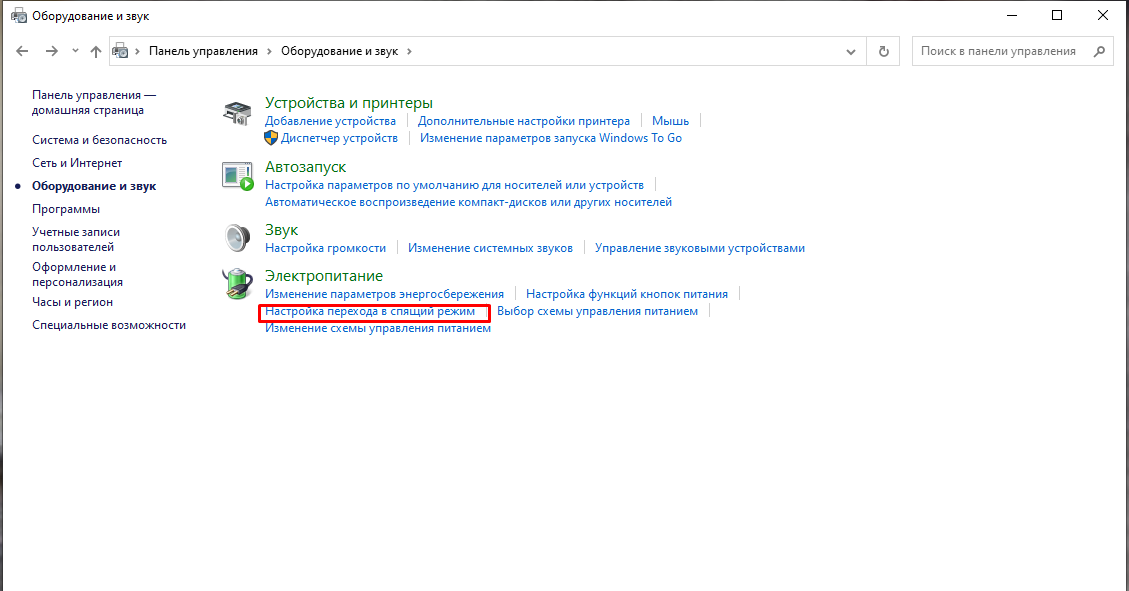 Оборудование и звук
Панель управления › Оборудование и звук ›
Поиск в панели управления
Панель управления —
домашняя страница
Система и безопасность
Сеть и Интернет
Оборудование и звук
Программы
Учетные записи
пользователей
Оформление и
персонализация
Часы и регион
Специальные возможности
Устройства и принтеры
Добавление устройства
Дополнительные настройки принтера
Мышь
Диспетчер устройств
Изменение параметров запуска Windows To Go
Автозапуск
Настройка параметров по умолчанию для носителей или устройств
Автоматическое воспроизведение компакт-дисков или других носителей
Звук
Настройка громкости
Изменение системных звуков
Управление звуковыми устройствами
Электропитание
Изменение параметров энергосбережения
Настройка функций кнопок питания
Настройка перехода в спящий режим
Выбор схемы управления питанием
Изменение схемы управления питанием